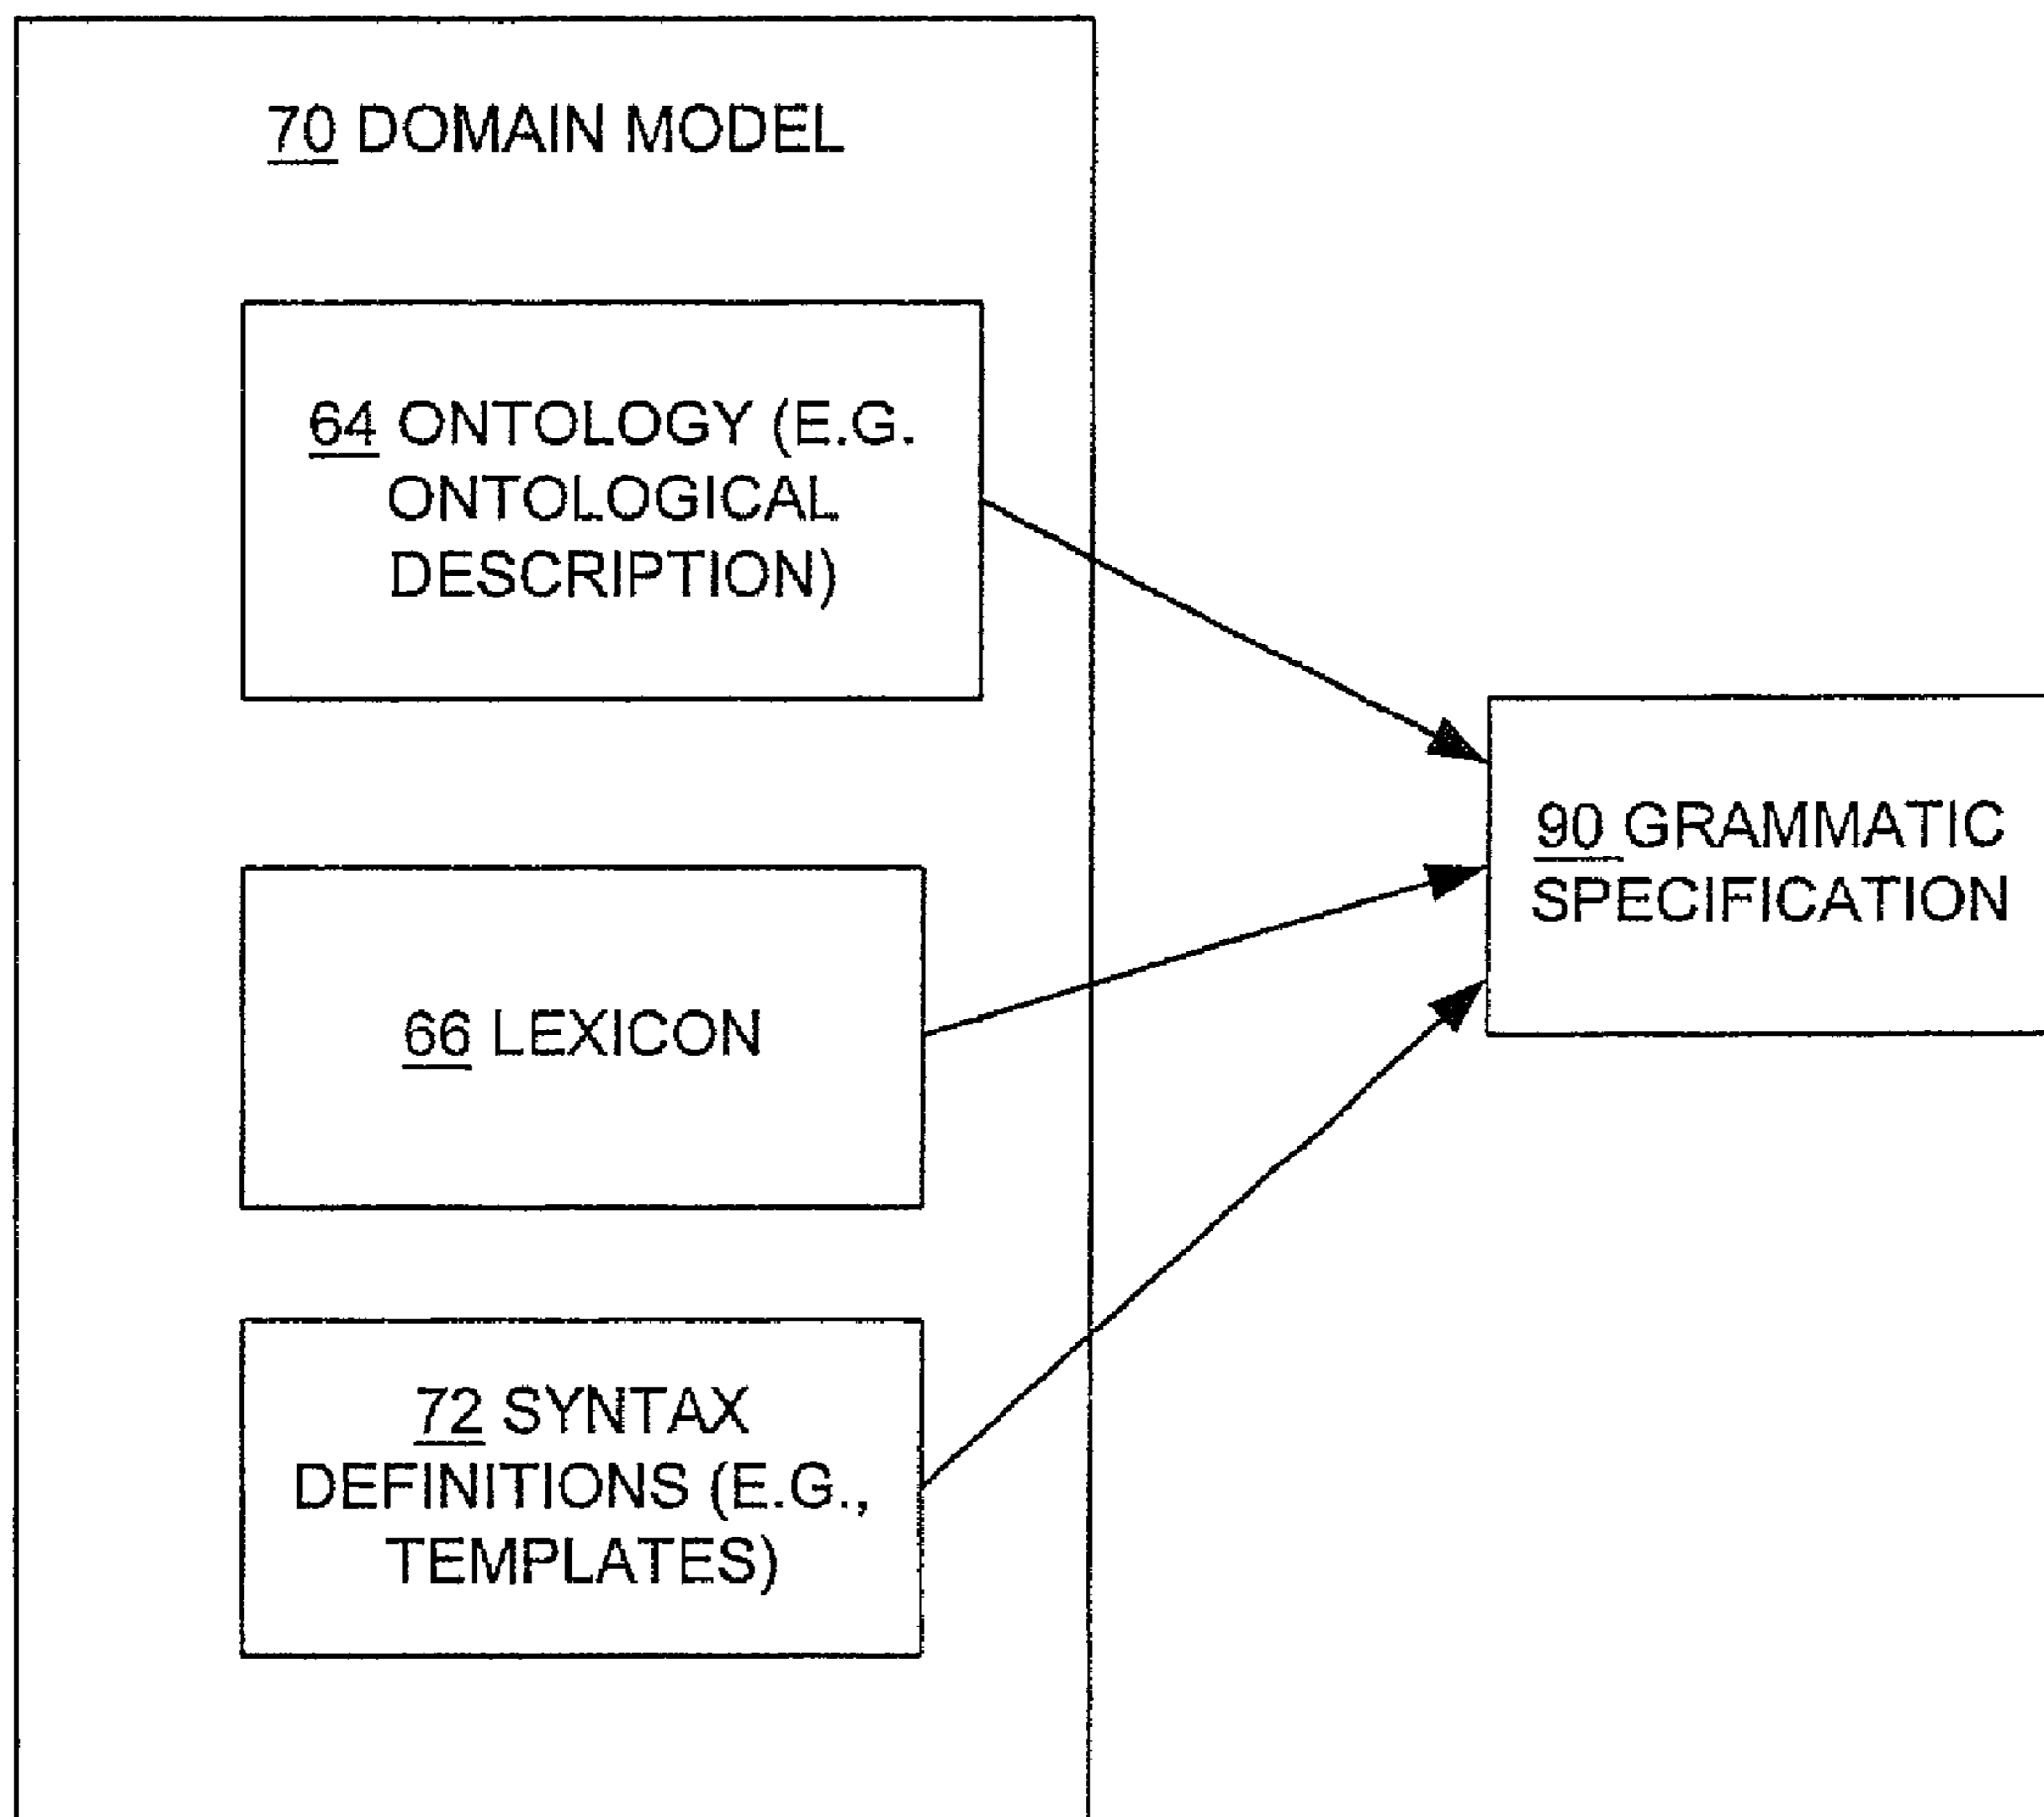 70 DOMAIN MODEL
64 ONTOLOGY (E.G.
ONTOLOGICAL
DESCRIPTION)
90 GRAMMATIC
SPECIFICATION
66 LEXICON
72 SYNTAX
DEFINITIONS (E.G.,
TEMPLATES)